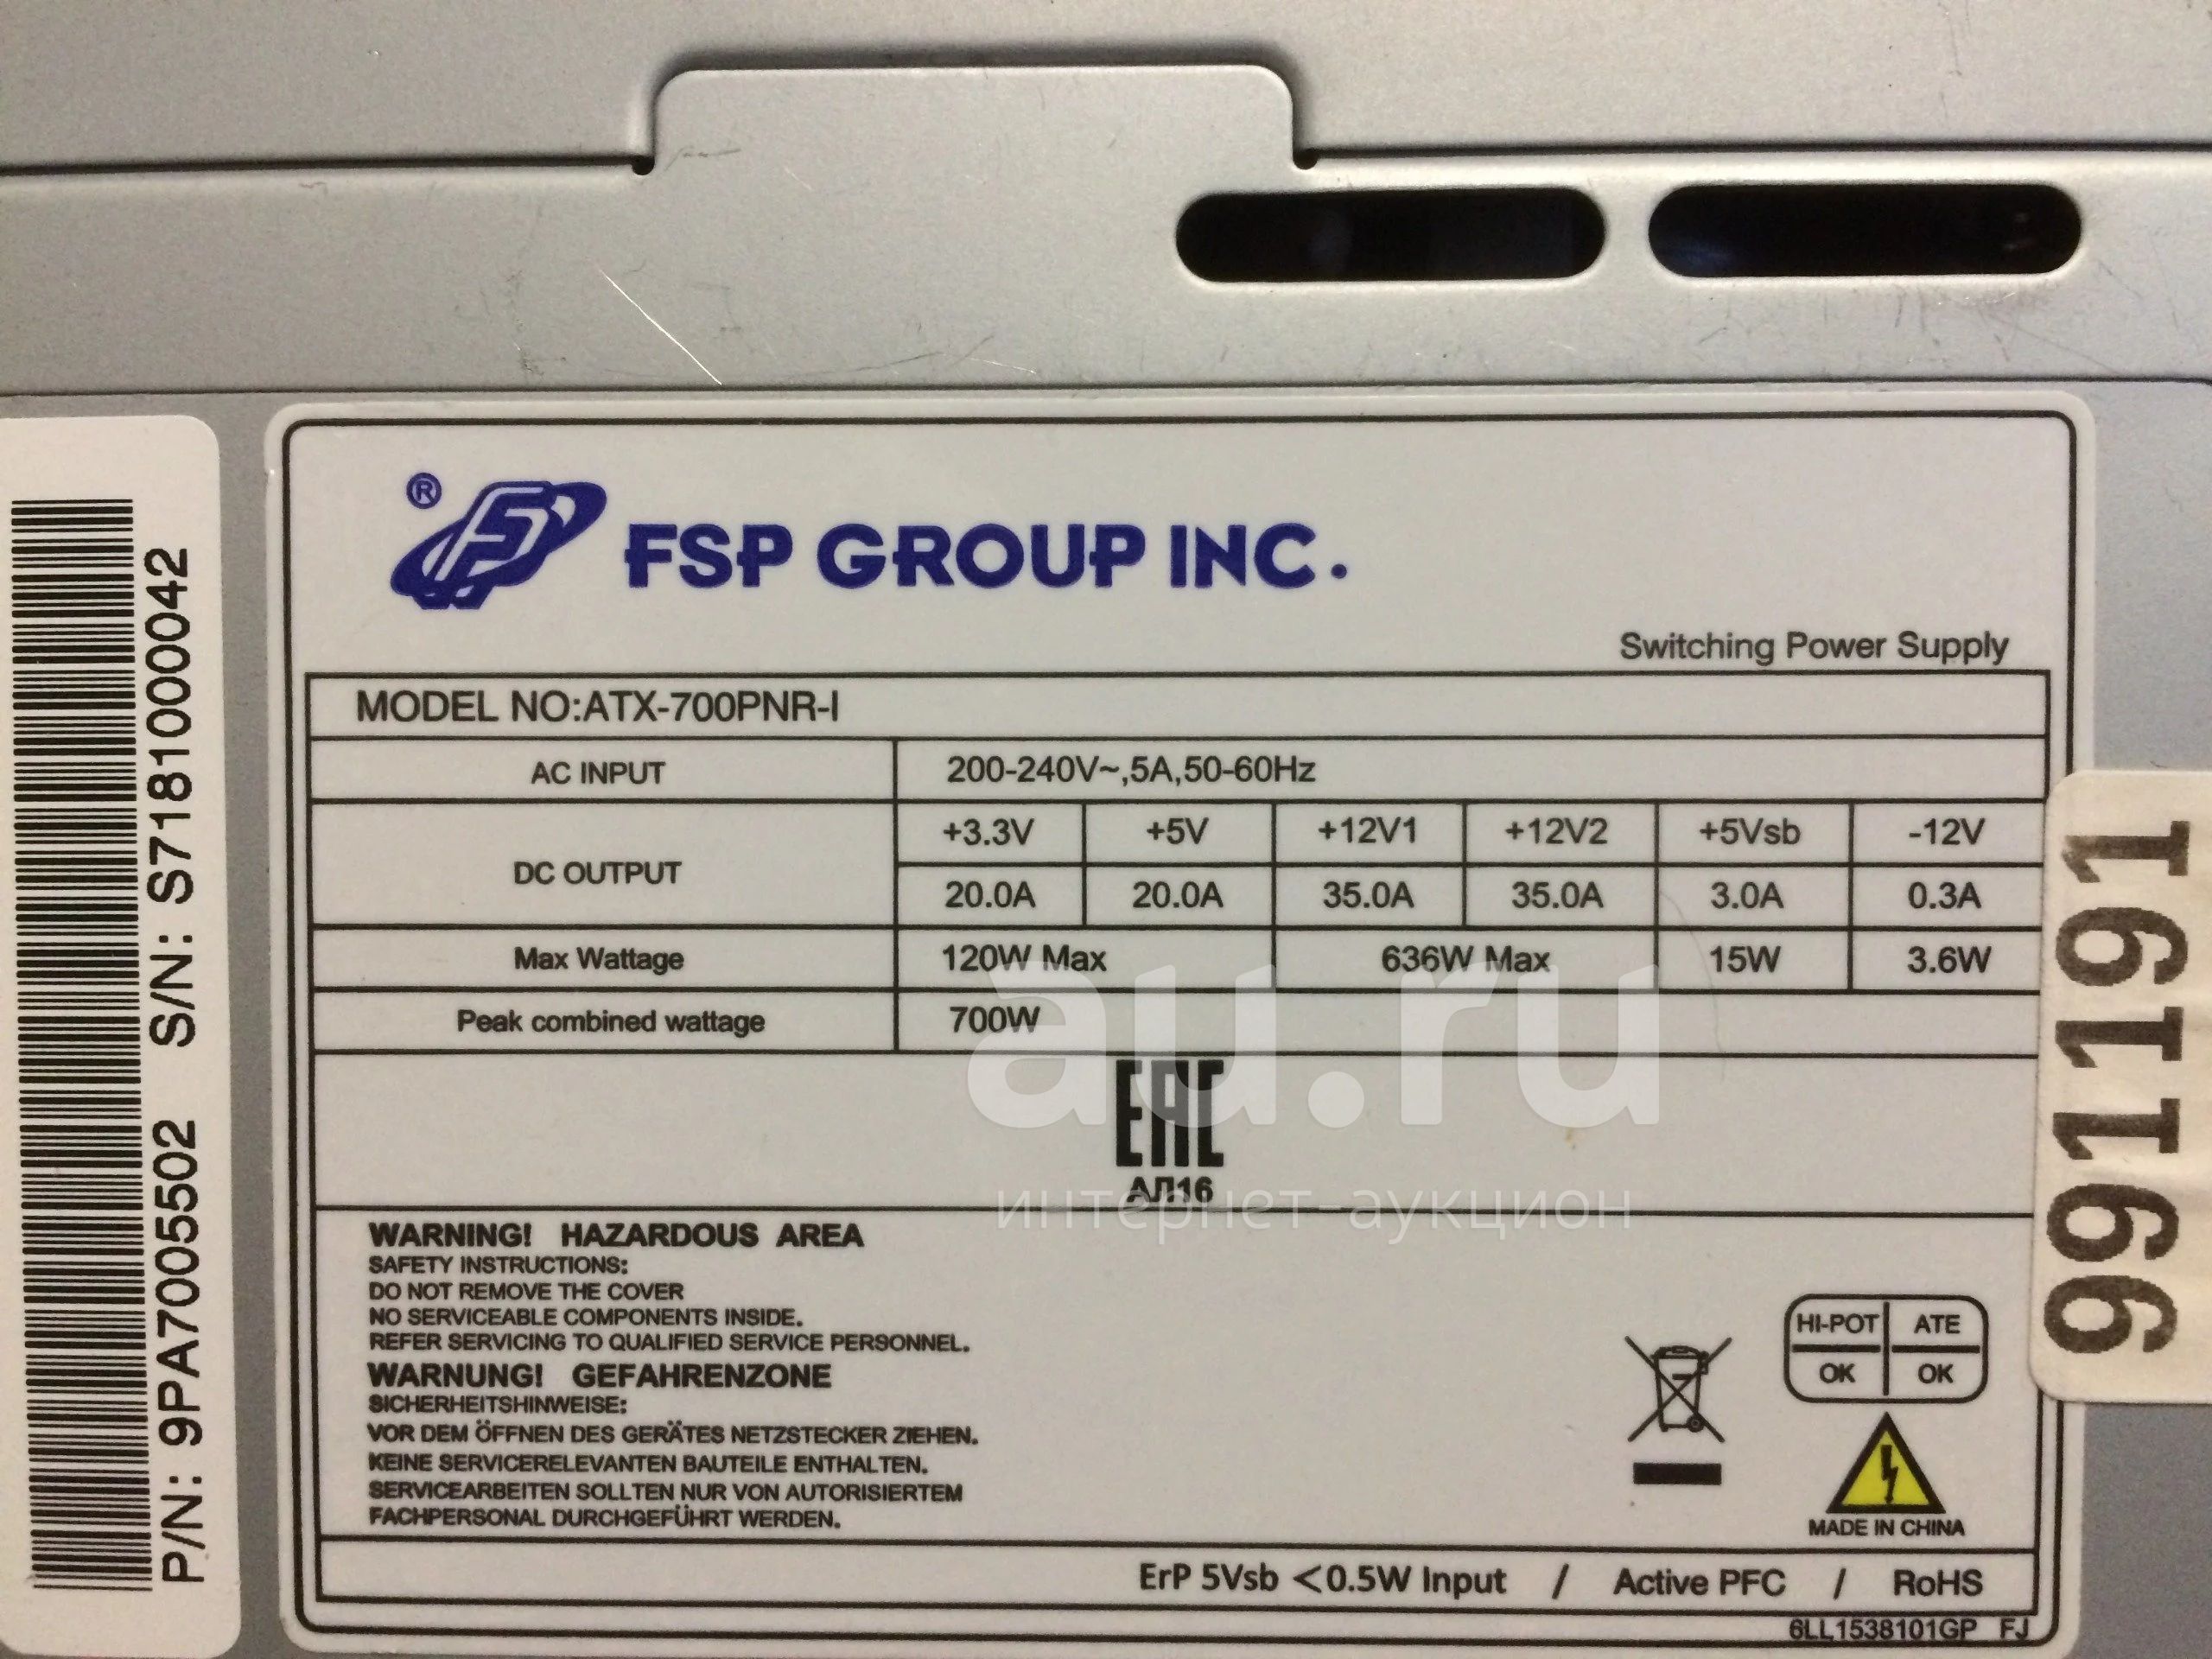 ® FSP GROUP INC.
Switching Power Supply
MODEL NO:ATX-700PNR-I
AC INPUT 200-240V~,5A,50-60Hz
DC OUTPUT +3.3V +5V +12V1 +12V2 +5Vsb -12V
20.0A 20.0A 35.0A 35.0A 3.0A 0.3A
Max Wattage 120W Max 636W Max 15W 3.6W
Peak combined wattage 700W
EAC
АЛ16
au.ru
интернет-аукцион
WARNING! HAZARDOUS AREA
SAFETY INSTRUCTIONS:
DO NOT REMOVE THE COVER
NO SERVICEABLE COMPONENTS INSIDE.
REFER SERVICING TO QUALIFIED SERVICE PERSONNEL.
WARNUNG! GEFAHRENZONE
SICHERHEITSHINWEISE:
VOR DEM ÖFFNEN DES GERÄTES NETZSTECKER ZIEHEN.
KEINE SERVICERELEVANTEN BAUTEILE ENTHALTEN.
SERVICEARBEITEN SOLLTEN NUR VON AUTORISIERTEM
FACHPERSONAL DURCHGEFÜHRT WERDEN.
HI-POT ATE
OK OK
MADE IN CHINA
ErP 5Vsb <0.5W Input / Active PFC / RoHS
6LL1538101GP FJ
P/N: 9PA7005502 S/N: S7181000042
991191